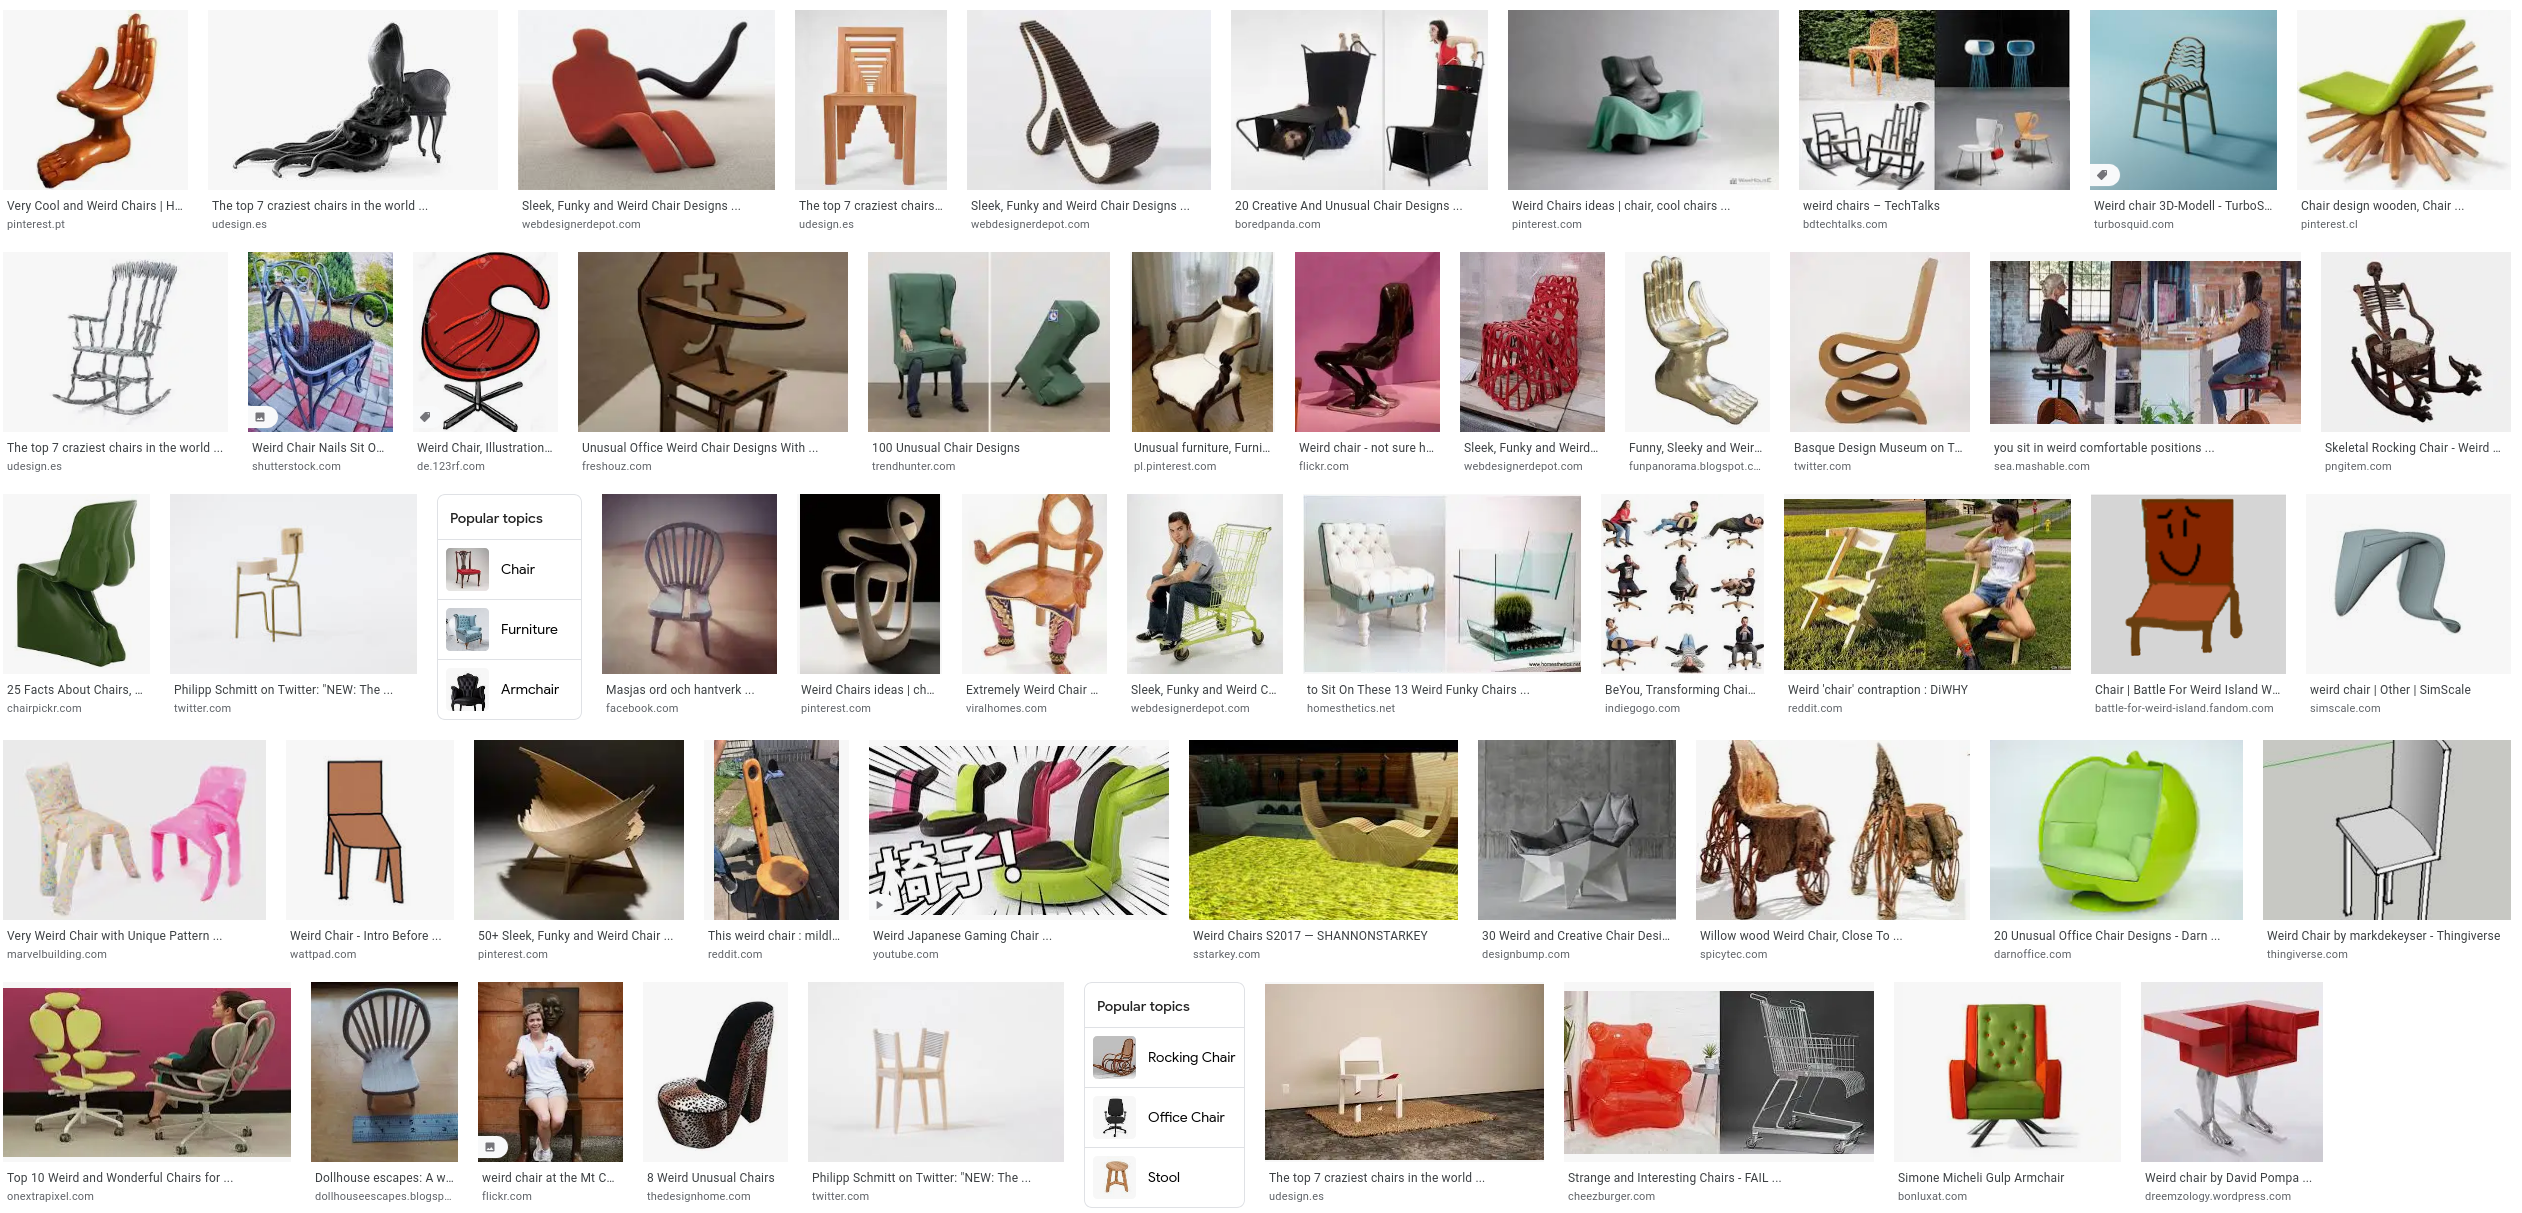 Very Cool and Weird Chairs | H...
pinterest.pt
The top 7 craziest chairs in the world ...
udesign.es
Sleek, Funky and Weird Chair Designs ...
webdesignerdepot.com
The top 7 craziest chairs...
udesign.es
Sleek, Funky and Weird Chair Designs ...
webdesignerdepot.com
20 Creative And Unusual Chair Designs ...
boredpanda.com
Weird Chairs ideas | chair, cool chairs ...
pinterest.com
weird chairs – TechTalks
bdtechtalks.com
Weird chair 3D-Modell - TurboS...
turbosquid.com
Chair design wooden, Chair ...
pinterest.cl
The top 7 craziest chairs in the world ...
udesign.es
Weird Chair Nails Sit O...
shutterstock.com
Weird Chair, Illustration...
de.123rf.com
Unusual Office Weird Chair Designs With ...
freshouz.com
100 Unusual Chair Designs
trendhunter.com
Unusual furniture, Furni...
pl.pinterest.com
Weird chair - not sure h...
flickr.com
Sleek, Funky and Weird...
webdesignerdepot.com
Funny, Sleeky and Weir...
funpanorama.blogspot.c...
Basque Design Museum on T...
twitter.com
you sit in weird comfortable positions ...
sea.mashable.com
Skeletal Rocking Chair - Weird ...
pngitem.com
25 Facts About Chairs, ...
chairpickr.com
Philipp Schmitt on Twitter: "NEW: The ...
twitter.com
Popular topics
Chair
Furniture
Armchair
Masjas ord och hantverk ...
facebook.com
Weird Chairs ideas | ch...
pinterest.com
Extremely Weird Chair ...
viralhomes.com
Sleek, Funky and Weird C...
webdesignerdepot.com
www.homesthetics.net
to Sit On These 13 Weird Funky Chairs ...
homesthetics.net
BeYou, Transforming Chai...
indiegogo.com
Weird 'chair' contraption : DiWHY
reddit.com
Chair | Battle For Weird Island W...
battle-for-weird-island.fandom.com
weird chair | Other | SimScale
simscale.com
Very Weird Chair with Unique Pattern ...
marvelbuilding.com
Weird Chair - Intro Before ...
wattpad.com
50+ Sleek, Funky and Weird Chair ...
pinterest.com
This weird chair : mildl...
reddit.com
椅子!
Weird Japanese Gaming Chair ...
youtube.com
Weird Chairs S2017 — SHANNONSTARKEY
sstarkey.com
30 Weird and Creative Chair Desi...
designbump.com
Willow wood Weird Chair, Close To ...
spicytec.com
20 Unusual Office Chair Designs - Darn ...
darnoffice.com
Weird Chair by markdekeyser - Thingiverse
thingiverse.com
Top 10 Weird and Wonderful Chairs for ...
onextrapixel.com
Dollhouse escapes: A w...
dollhouseescapes.blogsp...
weird chair at the Mt C...
flickr.com
8 Weird Unusual Chairs
thedesignhome.com
Philipp Schmitt on Twitter: "NEW: The ...
twitter.com
Popular topics
Rocking Chair
Office Chair
Stool
The top 7 craziest chairs in the world ...
udesign.es
Strange and Interesting Chairs - FAIL ...
cheezburger.com
Simone Micheli Gulp Armchair
bonluxat.com
Weird chair by David Pompa ...
dreemzology.wordpress.com